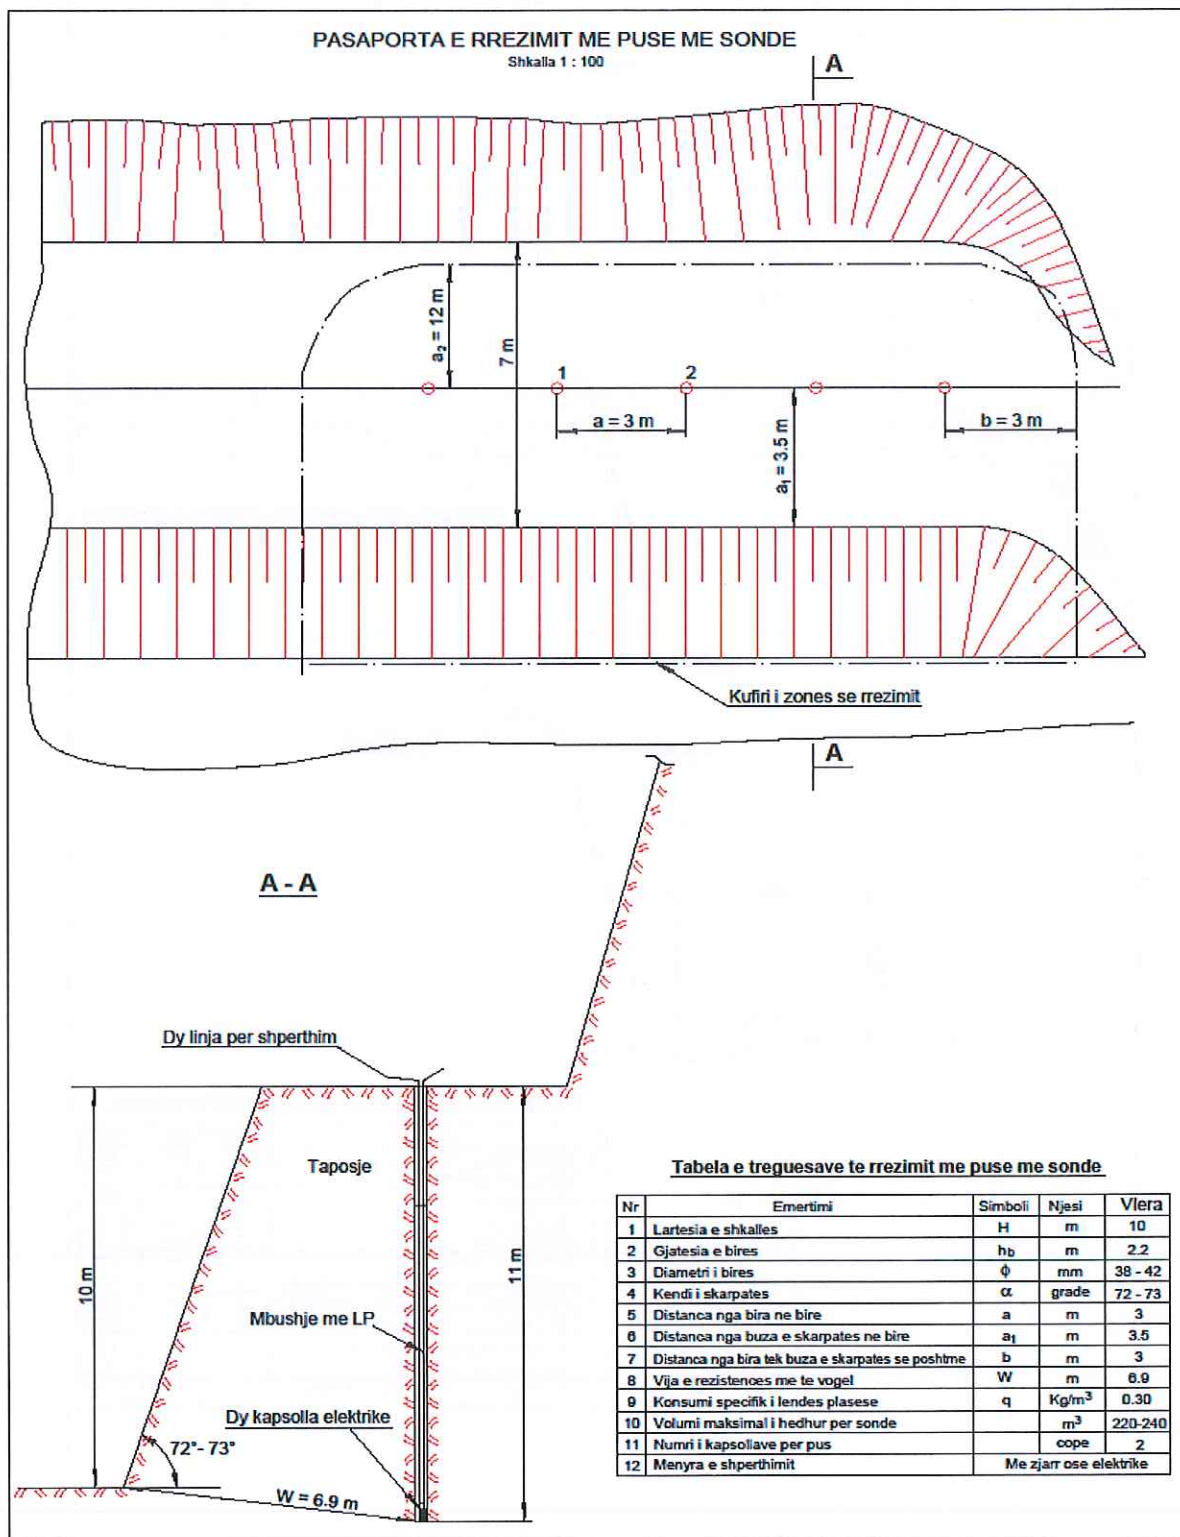 PASAPORTA E RREZIMIT ME PUSE ME SONDE
Shkalla 1 : 100
A
a₂ = 12 m
7 m
1
2
a = 3 m
a₁ = 3.5 m
b = 3 m
Kufiri i zones se rrezimit
A
A - A
Dy linja per shperthim
Taposje
10 m
11 m
Mbushje me LP
Dy kapsolla elektrike
72°- 73°
W = 6.9 m
Tabela e treguesave te rrezimit me puse me sonde
Nr Emertimi Simboli Njesi Vlera
1 Lartesia e shkalles H m 10
2 Gjatesia e bires hb m 2.2
3 Diametri i bires ϕ mm 38 - 42
4 Kendi i skarpates α grade 72 - 73
5 Distanca nga bira ne bire a m 3
6 Distanca nga buza e skarpates ne bire a₁ m 3.5
7 Distanca nga bira tek buza e skarpates se poshtme b m 3
8 Vija e rezistences me te vogel W m 6.9
9 Konsumi specifik i lendes plasese q Kg/m³ 0.30
10 Volumi maksimal i hedhur per sonde m³ 220-240
11 Numri i kapsollave per pus cope 2
12 Menyra e shperthimit Me zjarr ose elektrike